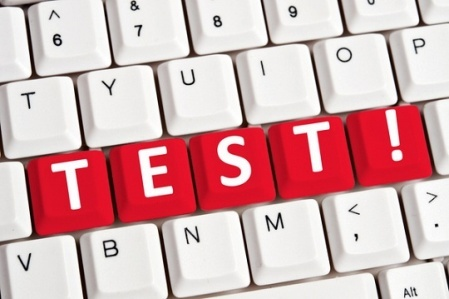 ^ 6 & 7 * 8 ( 9
T Y U I O P
TEST!
V B N M < , > .
Alt